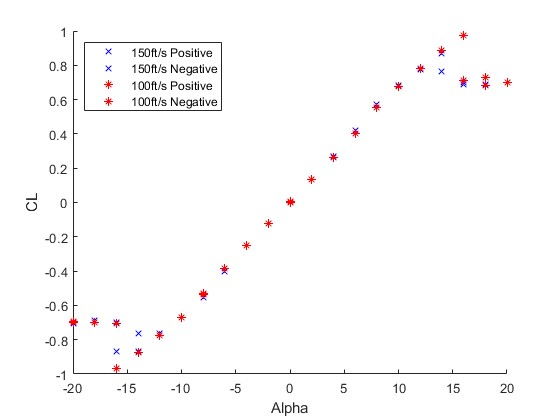 1
0.8
0.6
0.4
0.2
0
-0.2
-0.4
-0.6
-0.8
-1
CL
150ft/s Positive
150ft/s Negative
100ft/s Positive
100ft/s Negative
-20 -15 -10 -5 0 5 10 15 20
Alpha